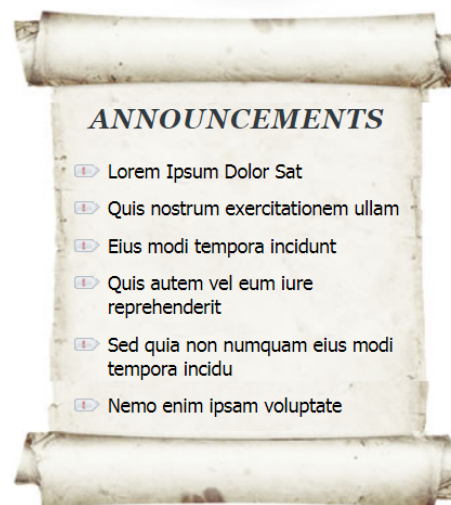 ANNOUNCEMENTS
Lorem Ipsum Dolor Sat
Quis nostrum exercitationem ullam
Eius modi tempora incidunt
Quis autem vel eum iure
reprehenderit
Sed quia non numquam eius modi
tempora incidu
Nemo enim ipsam voluptate